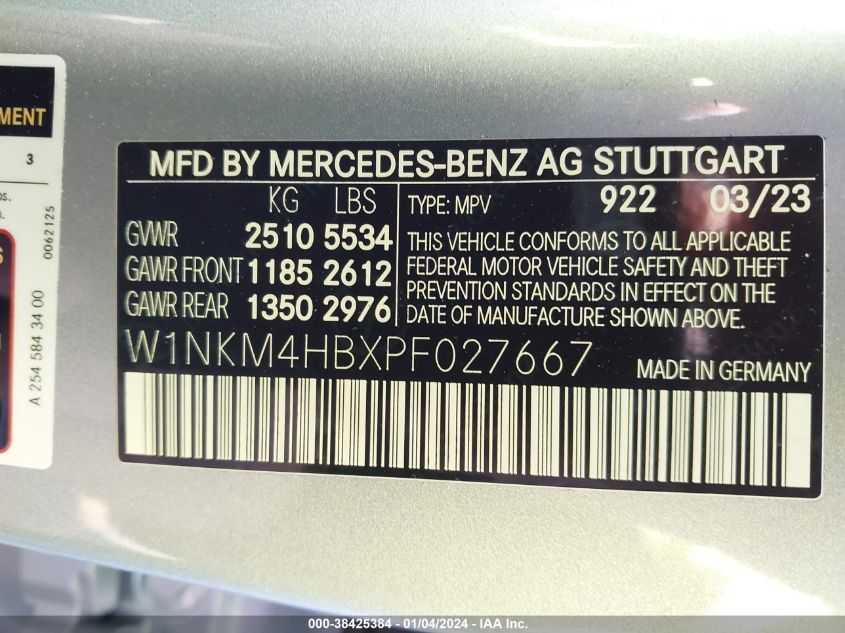 MENT
3
os.
0062125
A 254 584 34 00
MFD BY MERCEDES-BENZ AG STUTTGART
KG LBS
TYPE: MPV 922 03/23
GVWR 2510 5534
GAWR FRONT 1185 2612
GAWR REAR 1350 2976
THIS VEHICLE CONFORMS TO ALL APPLICABLE
FEDERAL MOTOR VEHICLE SAFETY AND THEFT
PREVENTION STANDARDS IN EFFECT ON THE
DATE OF MANUFACTURE SHOWN ABOVE.
W1NKM4HBXPF027667
MADE IN GERMANY
000-38425384 - 01/04/2024 - IAA Inc.